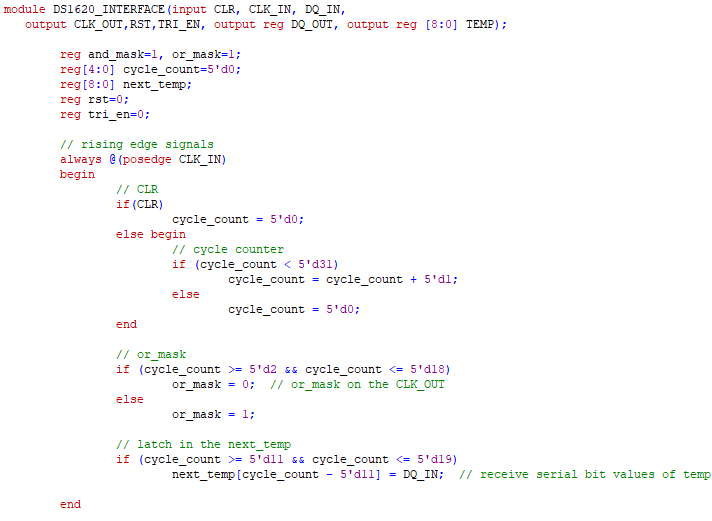 module DS1620_INTERFACE(input CLR, CLK_IN, DQ_IN,
output CLK_OUT,RST,TRI_EN, output reg DQ_OUT, output reg [8:0] TEMP);
reg and_mask=1, or_mask=1;
reg[4:0] cycle_count=5'd0;
reg[8:0] next_temp;
reg rst=0;
reg tri_en=0;
// rising edge signals
always @(posedge CLK_IN)
begin
// CLR
if(CLR)
cycle_count = 5'd0;
else begin
// cycle counter
if (cycle_count < 5'd31)
cycle_count = cycle_count + 5'd1;
else
cycle_count = 5'd0;
end
// or_mask
if (cycle_count >= 5'd2 && cycle_count <= 5'd18)
or_mask = 0;  // or_mask on the CLK_OUT
else
or_mask = 1;
// latch in the next_temp
if (cycle_count >= 5'd11 && cycle_count <= 5'd19)
next_temp[cycle_count - 5'd11] = DQ_IN;  // receive serial bit values of temp
end